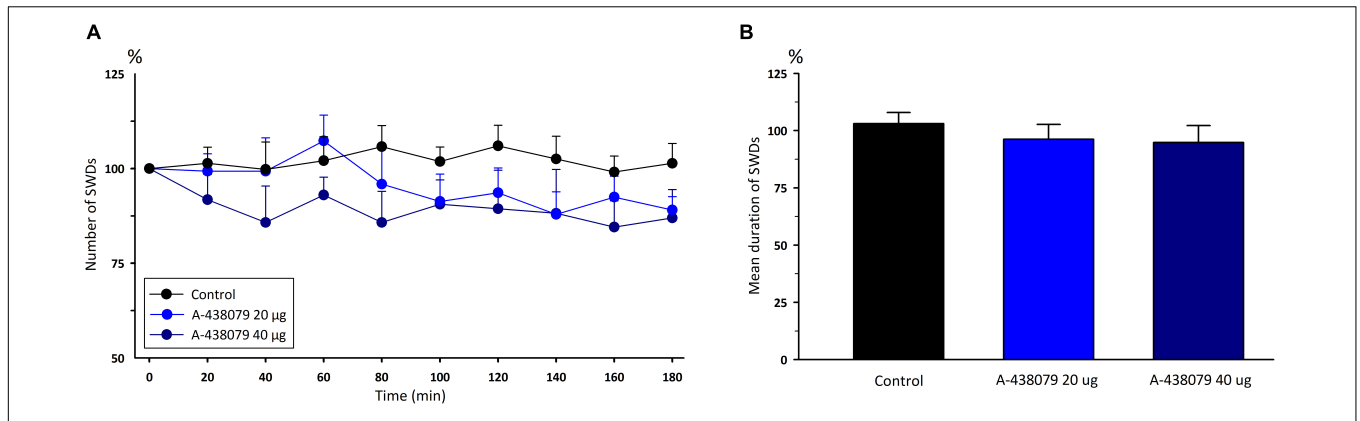 A
%
Number of SWDs
125
100
75
50
Control
A-438079 20 µg
A-438079 40 µg
0 20 40 60 80 100 120 140 160 180
Time (min)
B
%
Mean duration of SWDs
125
100
75
50
25
0
Control A-438079 20 ug A-438079 40 ug